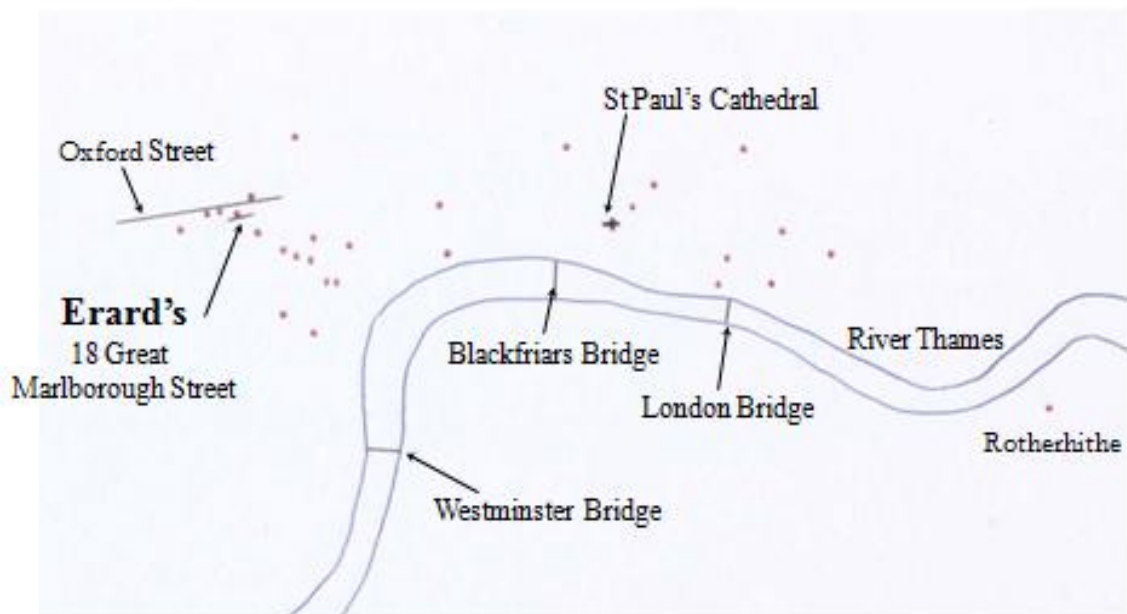 St Paul's Cathedral
Oxford Street
Erard's
18 Great
Marlborough Street
Blackfriars Bridge
River Thames
London Bridge
Rotherhithe
Westminster Bridge